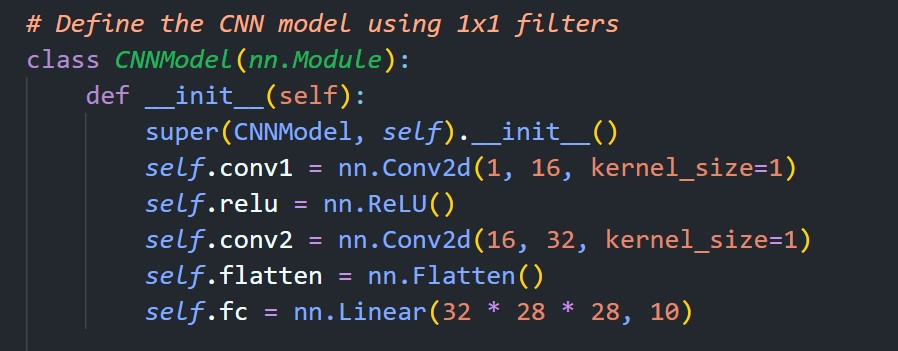 # Define the CNN model using 1x1 filters
class CNNModel(nn.Module):
    def __init__(self):
        super(CNNModel, self).__init__()
        self.conv1 = nn.Conv2d(1, 16, kernel_size=1)
        self.relu = nn.ReLU()
        self.conv2 = nn.Conv2d(16, 32, kernel_size=1)
        self.flatten = nn.Flatten()
        self.fc = nn.Linear(32 * 28 * 28, 10)